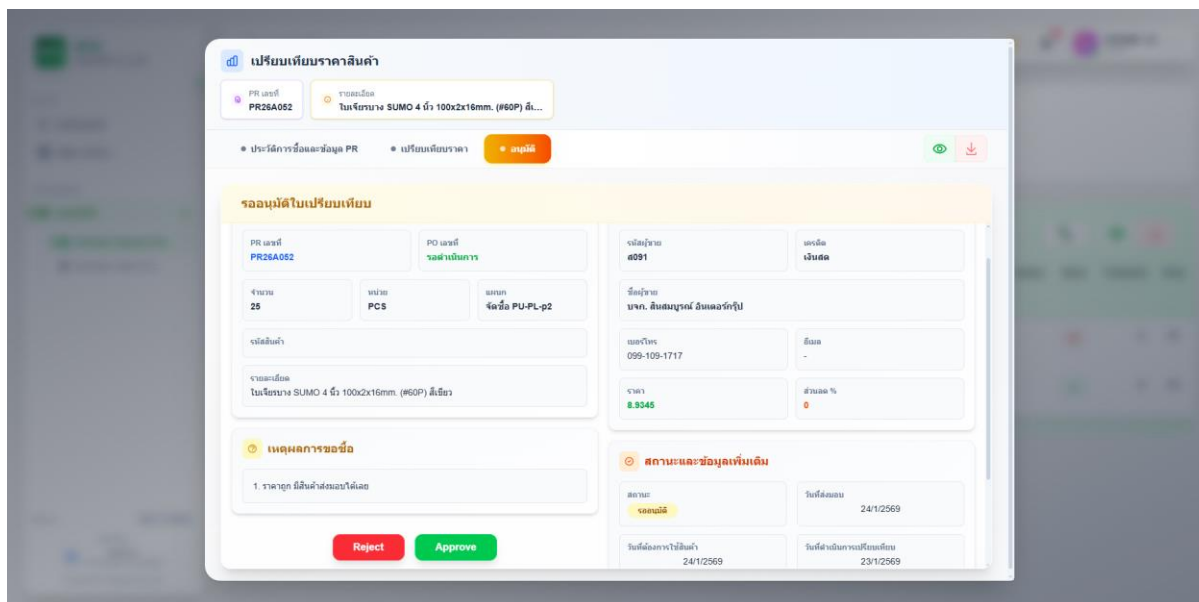 เปรียบเทียบราคาสินค้า
PR เลขที่
PR26A052
รายละเอียด
ใบเจียรบาง SUMO 4 นิ้ว 100x2x16mm. (#60P) สีเ...
ประวัติการซื้อและข้อมูล PR
เปรียบเทียบราคา
อนุมัติ
รออนุมัติใบเปรียบเทียบ
PR เลขที่
PR26A052
PO เลขที่
รอดำเนินการ
จำนวน
25
หน่วย
PCS
แผนก
จัดซื้อ PU-PL-p2
รหัสสินค้า
รายละเอียด
ใบเจียรบาง SUMO 4 นิ้ว 100x2x16mm. (#60P) สีเขียว
เหตุผลการขอซื้อ
1. ราคาถูก มีสินค้าส่งมอบได้เลย
Reject
Approve
รหัสผู้ขาย
ส091
เครดิต
เงินสด
ชื่อผู้ขาย
บจก. สินสมบูรณ์ อินเตอร์กรุ๊ป
เบอร์โทร
099-109-1717
อีเมล
-
ราคา
8.9345
ส่วนลด %
0
สถานะและข้อมูลเพิ่มเติม
สถานะ
รออนุมัติ
วันที่ส่งมอบ
24/1/2569
วันที่ต้องการใช้สินค้า
24/1/2569
วันที่ดำเนินการเปรียบเทียบ
23/1/2569